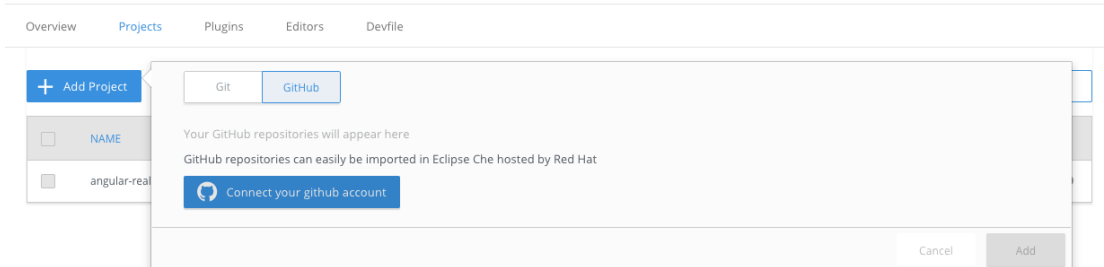 Overview Projects Plugins Editors Devfile
Add Project
Git GitHub
NAME
Your GitHub repositories will appear here
GitHub repositories can easily be imported in Eclipse Che hosted by Red Hat
angular-real
Connect your github account
Cancel Add